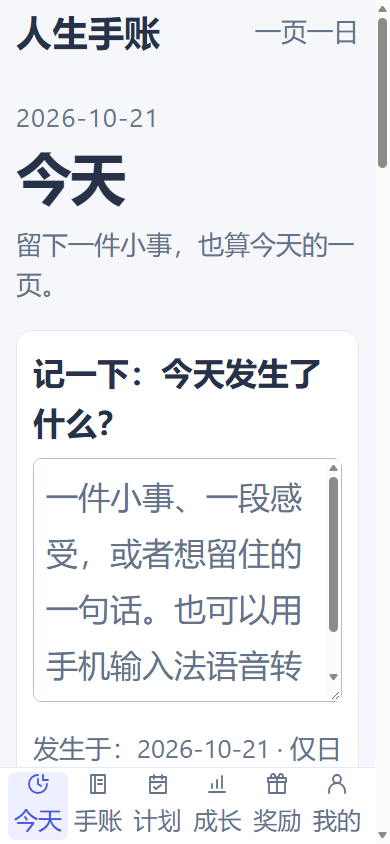 人生手账
一页一日
2026-10-21
今天
留下一件小事，也算今天的一
页。
记一下：今天发生了
什么？
一件小事、一段感
受，或者想留住的
一句话。也可以用
手机输入法语音转
发生于：2026-10-21 · 仅日
今天
手账
计划
成长
奖励
我的